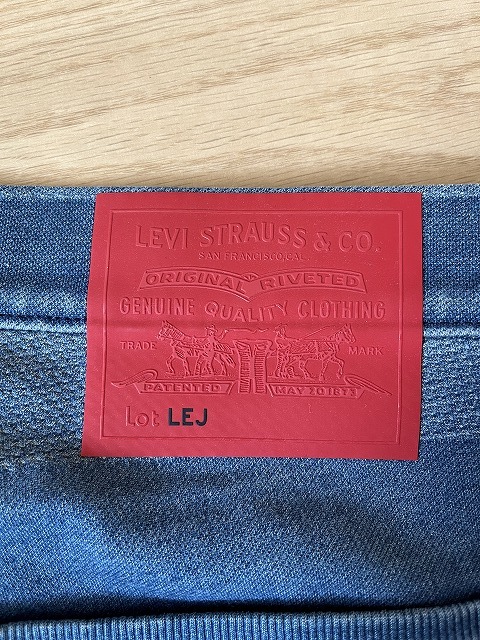 LEVI STRAUSS & CO.
SAN FRANCISCO, CAL.
ORIGINAL RIVETED
GENUINE QUALITY CLOTHING
TRADE MARK
PATENTED MAY 20 1873
Lot LEJ